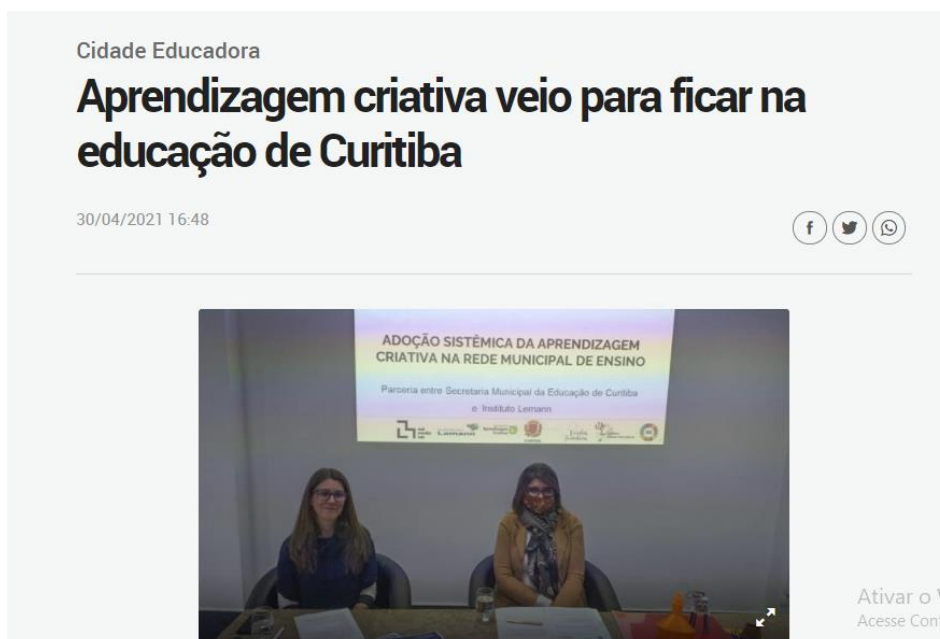 Cidade Educadora
Aprendizagem criativa veio para ficar na
educação de Curitiba
30/04/2021 16:48
ADOÇÃO SISTÊMICA DA APRENDIZAGEM
CRIATIVA NA REDE MUNICIPAL DE ENSINO
Parceria entre Secretaria Municipal da Educação de Curitiba
e Instituto Lemann
Lemann
Ativar o
Acesse Con